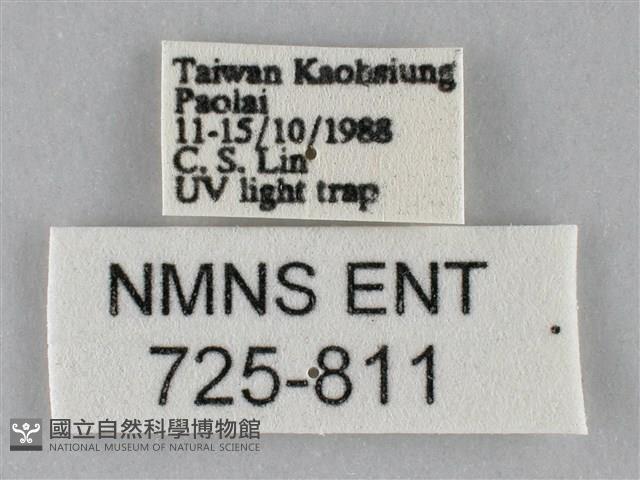 Taiwan Kaohsiung
Paolai
11-15/10/1988
C. S. Lin
UV light trap
NMNS ENT
725-811
國立自然科學博物館
NATIONAL MUSEUM OF NATURAL SCIENCE